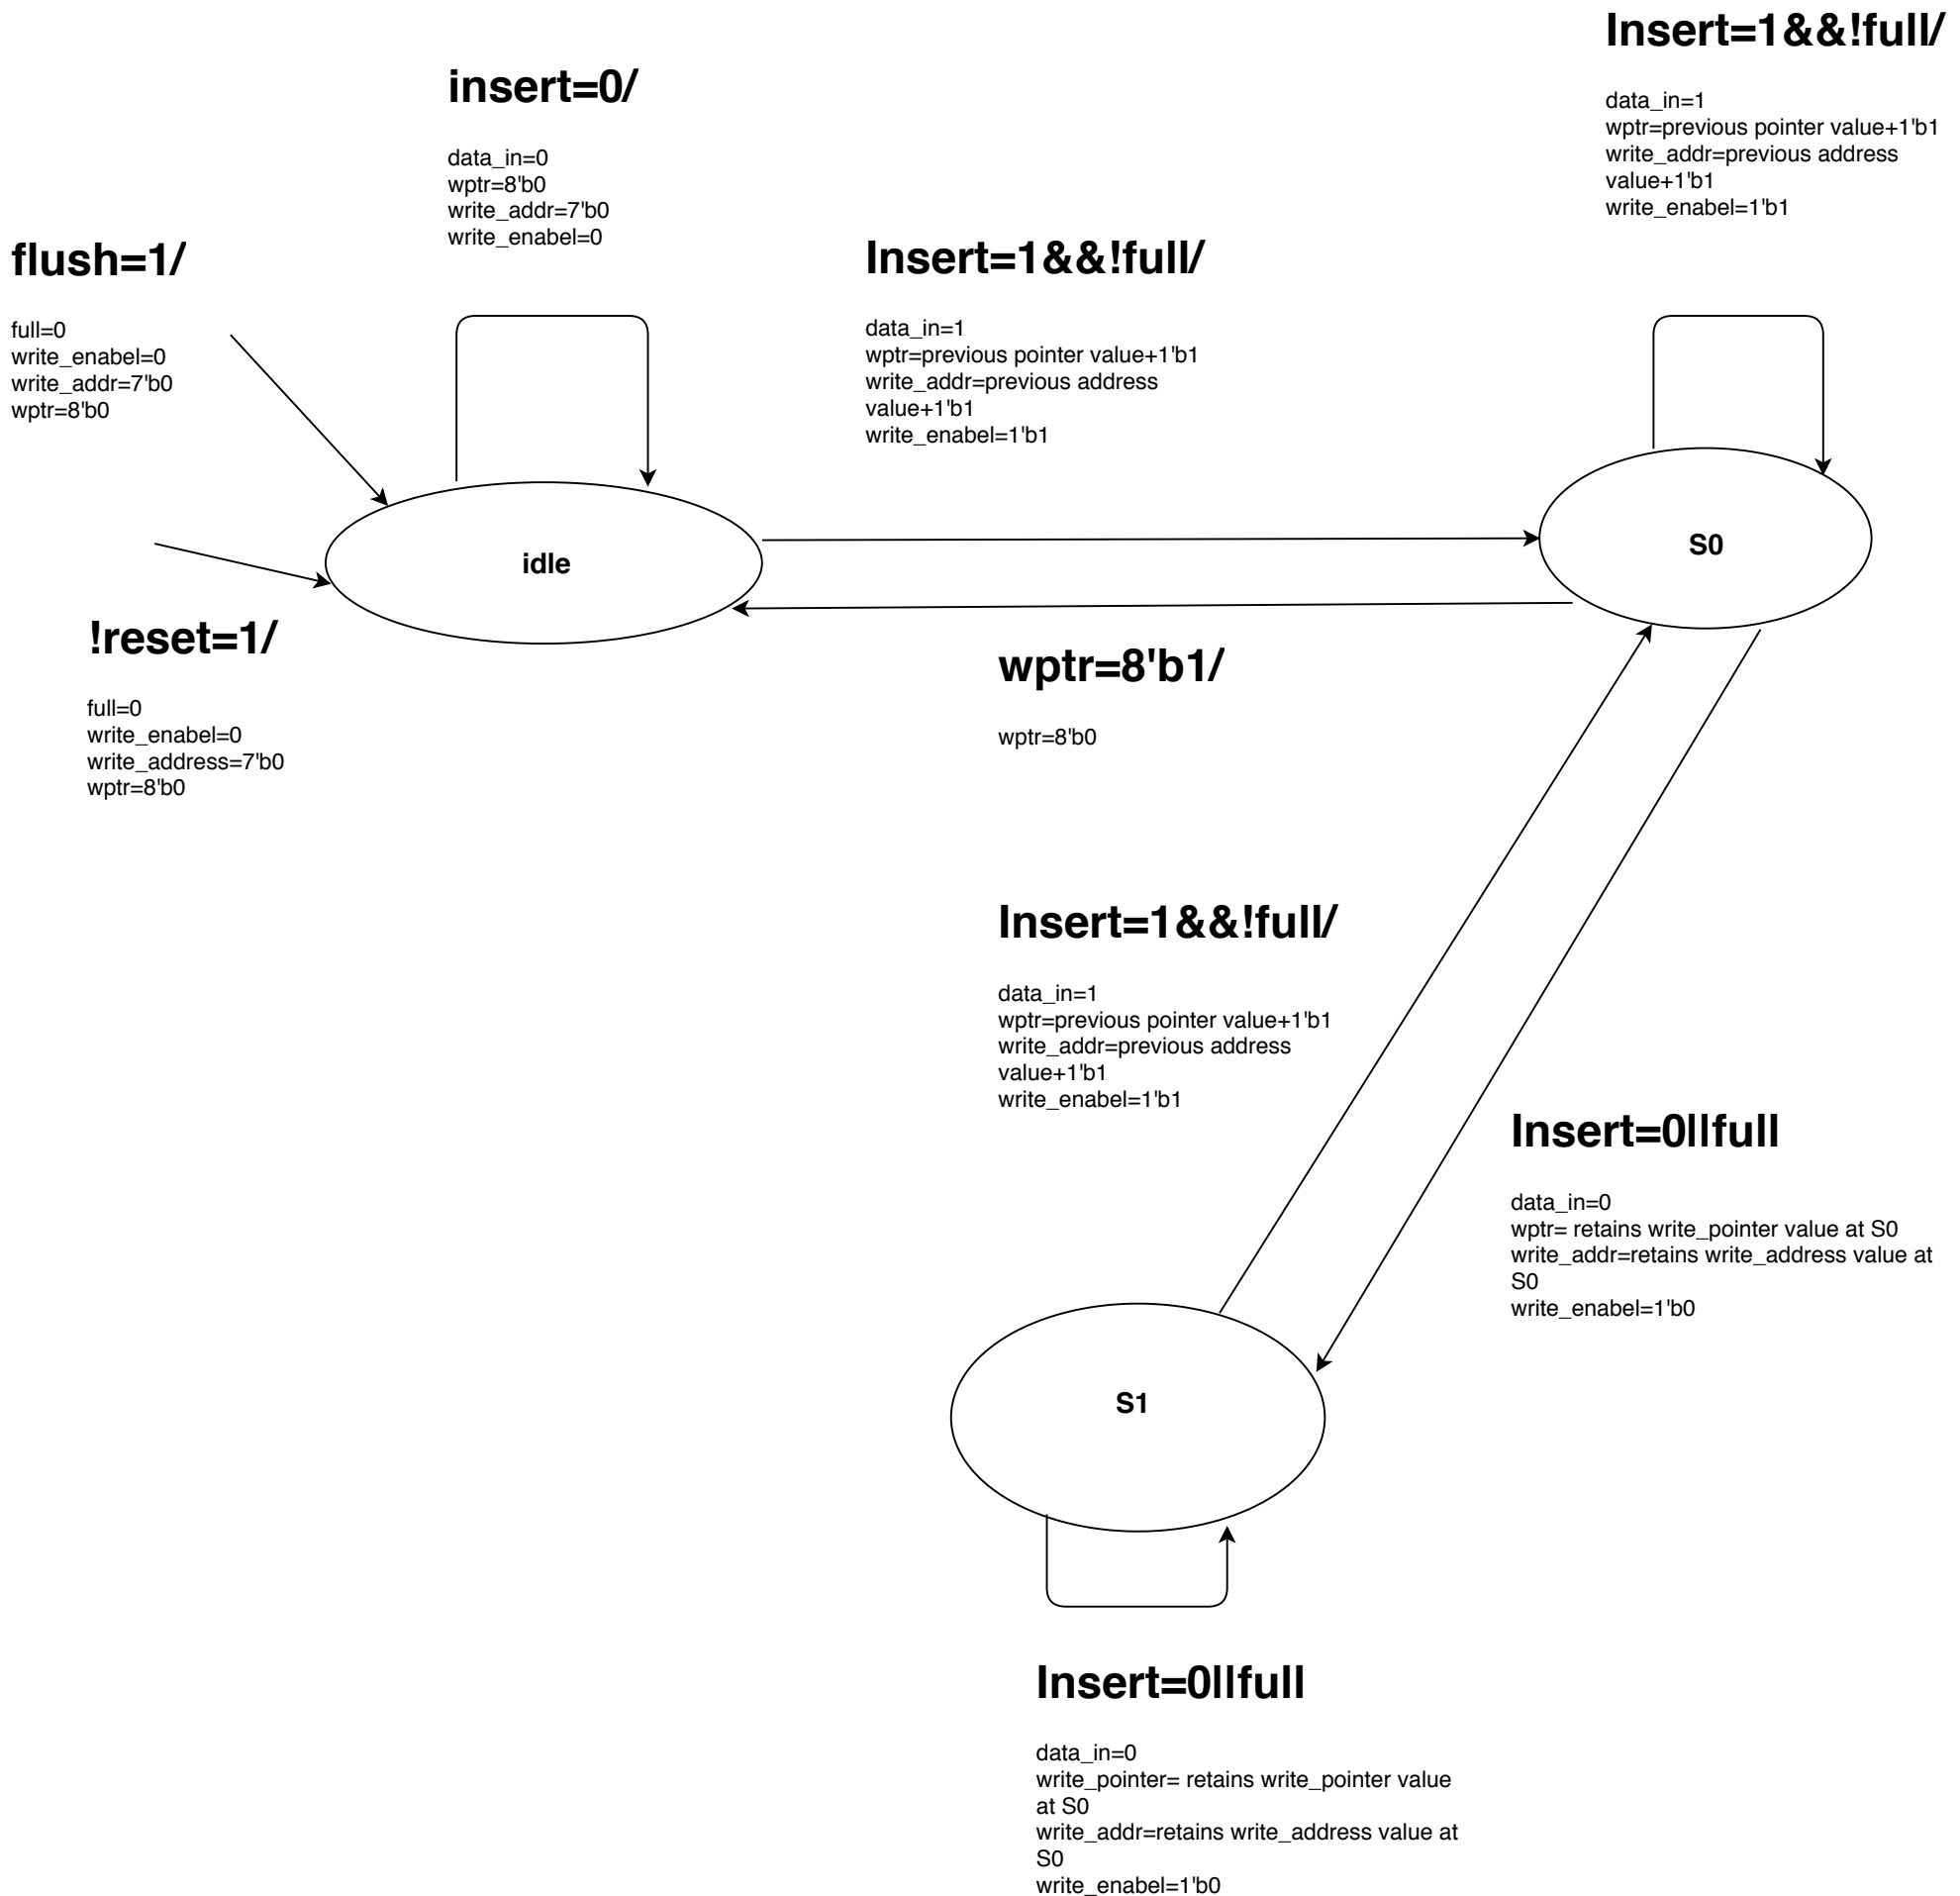 Insert=1&&!full/
data_in=1
wptr=previous pointer value+1'b1
write_addr=previous address
value+1'b1
write_enabel=1'b1
insert=0/
data_in=0
wptr=8'b0
write_addr=7'b0
write_enabel=0
flush=1/
full=0
write_enabel=0
write_addr=7'b0
wptr=8'b0
Insert=1&&!full/
data_in=1
wptr=previous pointer value+1'b1
write_addr=previous address
value+1'b1
write_enabel=1'b1
idle
S0
!reset=1/
full=0
write_enabel=0
write_address=7'b0
wptr=8'b0
wptr=8'b1/
wptr=8'b0
Insert=1&&!full/
data_in=1
wptr=previous pointer value+1'b1
write_addr=previous address
value+1'b1
write_enabel=1'b1
Insert=0||full
data_in=0
wptr= retains write_pointer value at S0
write_addr=retains write_address value at
S0
write_enabel=1'b0
S1
Insert=0||full
data_in=0
write_pointer= retains write_pointer value
at S0
write_addr=retains write_address value at
S0
write_enabel=1'b0